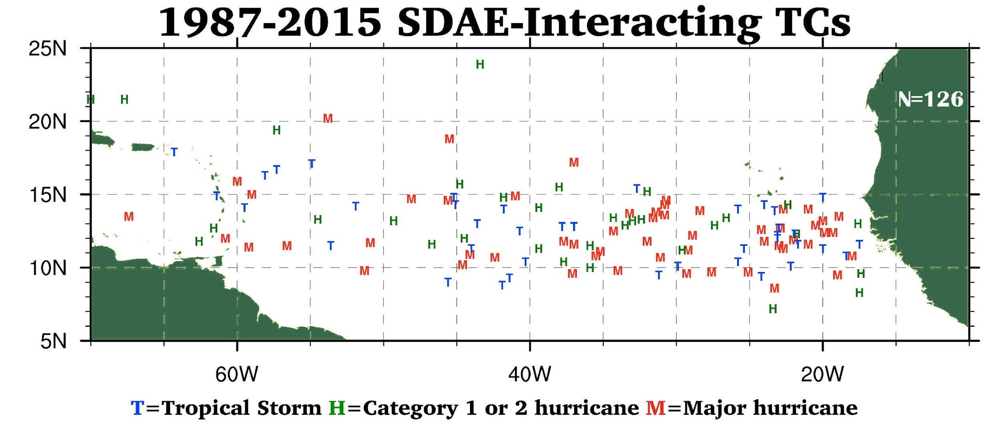 1987-2015 SDAE-Interacting TCs
25N
N=126
20N
15N
10N
5N
60W 40W 20W
T=Tropical Storm H=Category 1 or 2 hurricane M=Major hurricane